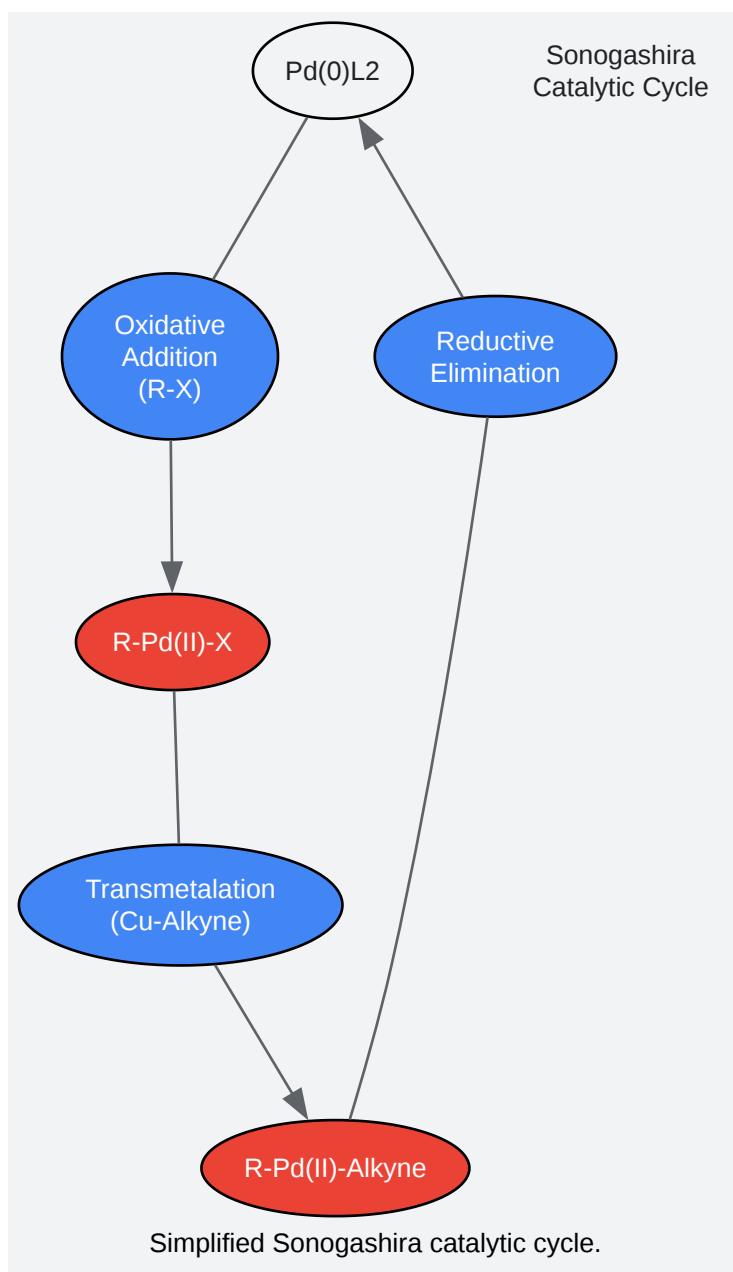 Pd(0)L2
Sonogashira
Catalytic Cycle
Oxidative
Addition
(R-X)
Reductive
Elimination
R-Pd(II)-X
Transmetalation
(Cu-Alkyne)
R-Pd(II)-Alkyne
Simplified Sonogashira catalytic cycle.